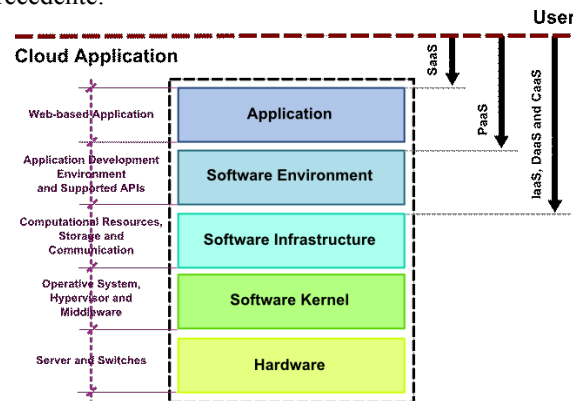 recedente.
User
Cloud Application
SaaS
PaaS
IaaS, DaaS and CaaS
Web-based Application
Application
Application Development
Environment
and Supported APIs
Software Environment
Computational Resources,
Storage and
Communication
Software Infrastructure
Operative System,
Hypervisor and
Middleware
Software Kernel
Server and Switches
Hardware